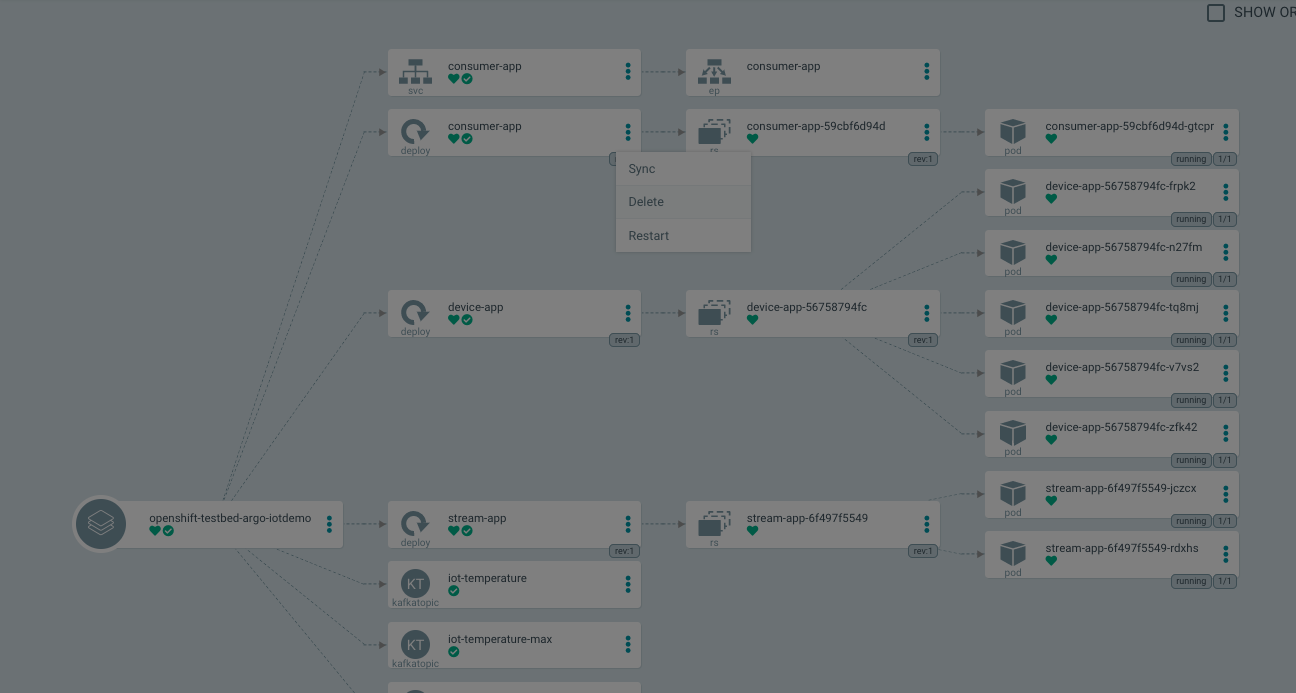 SHOW OR
consumer-app
svc
consumer-app
ep
consumer-app
deploy
consumer-app-59cbf6d94d
rs
rev:1
consumer-app-59cbf6d94d-gtcpr
pod
running 1/1
Sync
Delete
Restart
device-app-56758794fc-frpk2
pod
running 1/1
device-app-56758794fc-n27fm
pod
running 1/1
device-app
deploy
rev:1
device-app-56758794fc
rs
rev:1
device-app-56758794fc-tq8mj
pod
running 1/1
device-app-56758794fc-v7vs2
pod
running 1/1
device-app-56758794fc-zfk42
pod
running 1/1
openshift-testbed-argo-iotdemo
stream-app
deploy
rev:1
stream-app-6f497f5549
rs
rev:1
stream-app-6f497f5549-jczcx
pod
running 1/1
stream-app-6f497f5549-rdxhs
pod
running 1/1
KT
iot-temperature
kafkatopic
KT
iot-temperature-max
kafkatopic